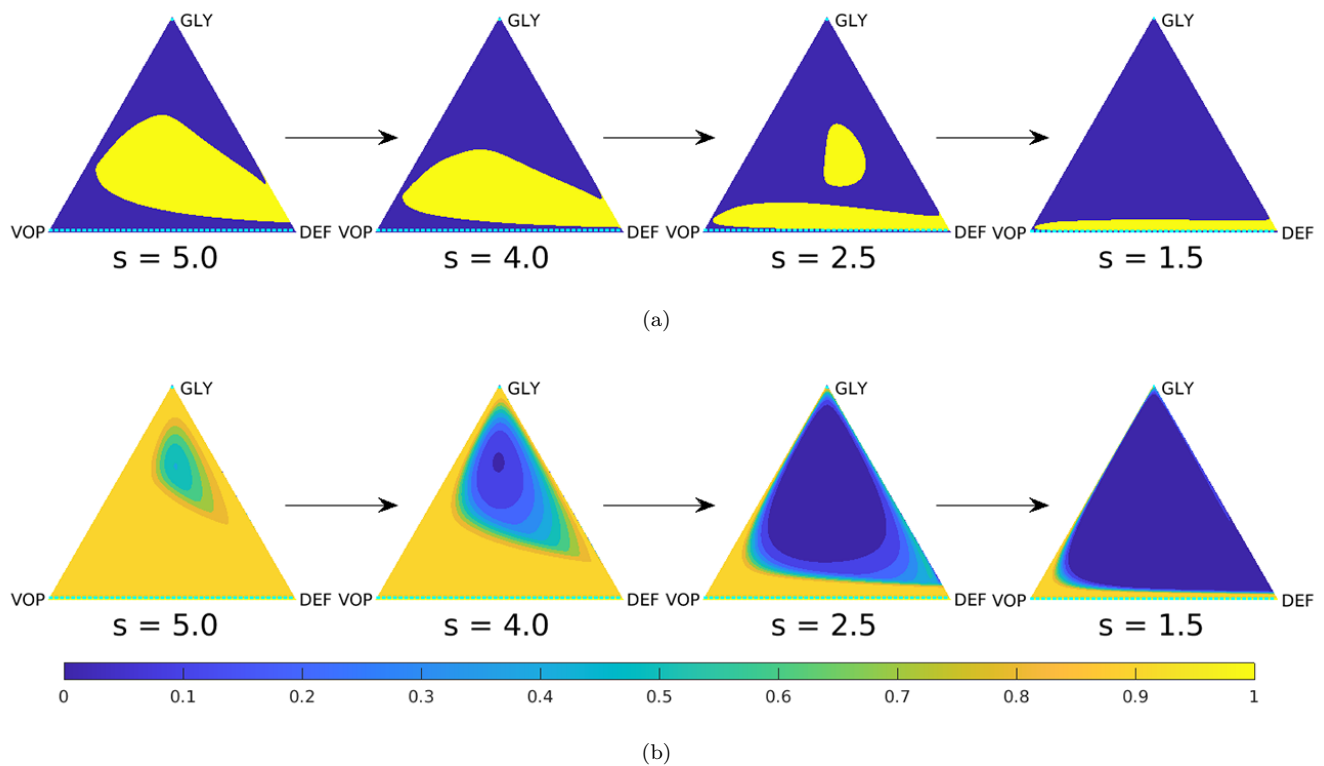 GLY GLY GLY GLY
VOP DEF VOP DEF VOP DEF VOP DEF
s = 5.0 s = 4.0 s = 2.5 s = 1.5
(a)
GLY GLY GLY GLY
VOP DEF VOP DEF VOP DEF VOP DEF
s = 5.0 s = 4.0 s = 2.5 s = 1.5
0 0.1 0.2 0.3 0.4 0.5 0.6 0.7 0.8 0.9 1
(b)